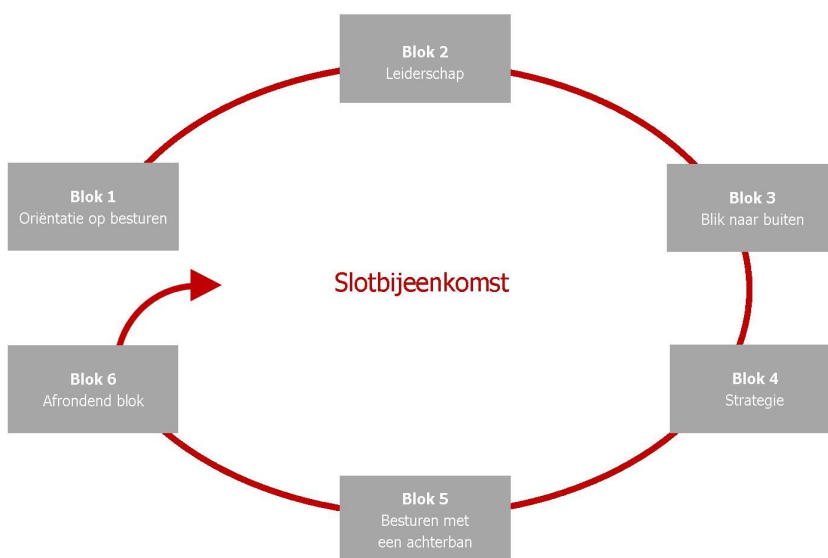 Blok 1
Oriëntatie op besturen
Blok 2
Leiderschap
Blok 3
Blik naar buiten
Blok 4
Strategie
Blok 5
Besturen met
een achterban
Blok 6
Afrondend blok
Slotbijeenkomst